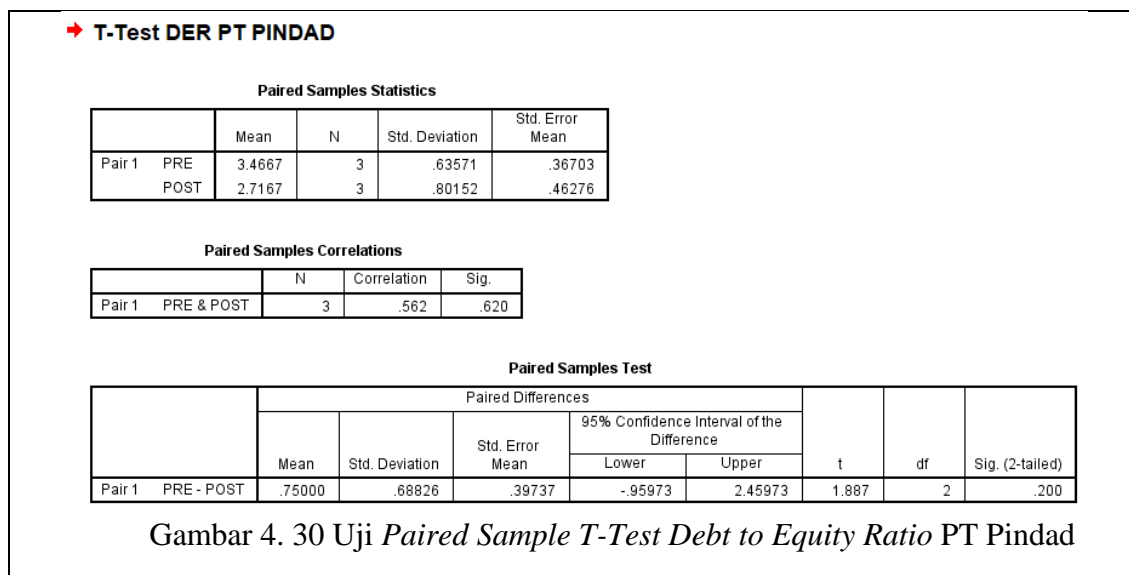 T-Test DER PT PINDAD
Paired Samples Statistics
Mean N Std. Deviation Std. Error Mean
Pair 1 PRE 3.4667 3 .63571 .36703
POST 2.7167 3 .80152 .46276
Paired Samples Correlations
N Correlation Sig.
Pair 1 PRE & POST 3 .562 .620
Paired Samples Test
Paired Differences
95% Confidence Interval of the Difference
Mean Std. Deviation Std. Error Mean Lower Upper t df Sig. (2-tailed)
Pair 1 PRE - POST .75000 .68826 .39737 -.95973 2.45973 1.887 2 .200
Gambar 4. 30 Uji Paired Sample T-Test Debt to Equity Ratio PT Pindad